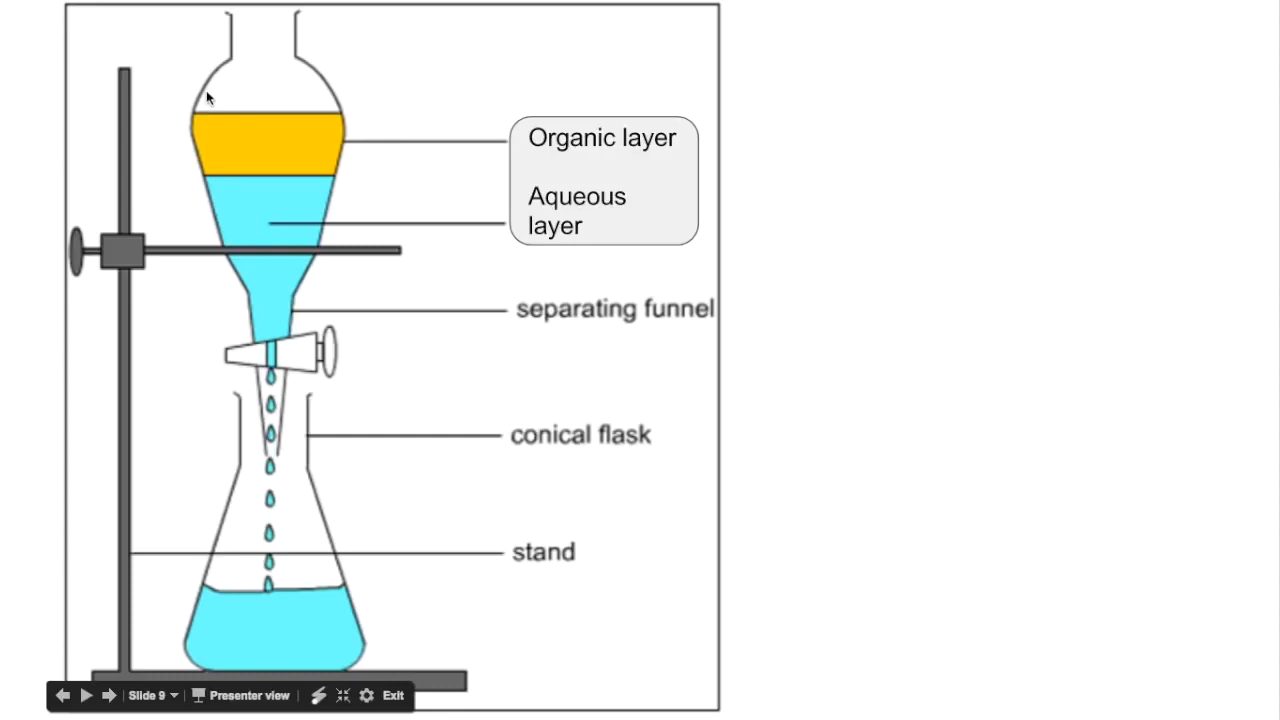 Organic layer
Aqueous
layer
separating funnel
conical flask
stand
Slide 9
Presenter view
Exit